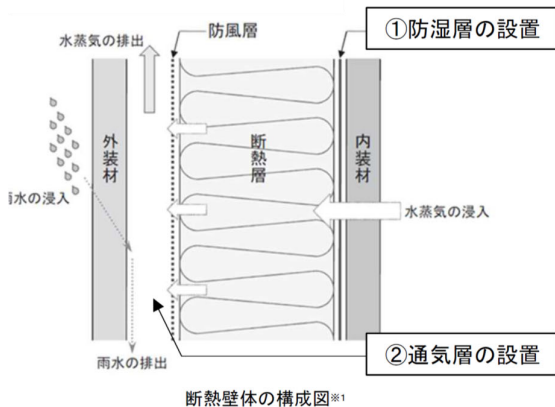 水蒸気の排出
防風層
①防湿層の設置
外装材
断熱層
内装材
雨水の浸入
水蒸気の浸入
雨水の排出
②通気層の設置
断熱壁体の構成図※1